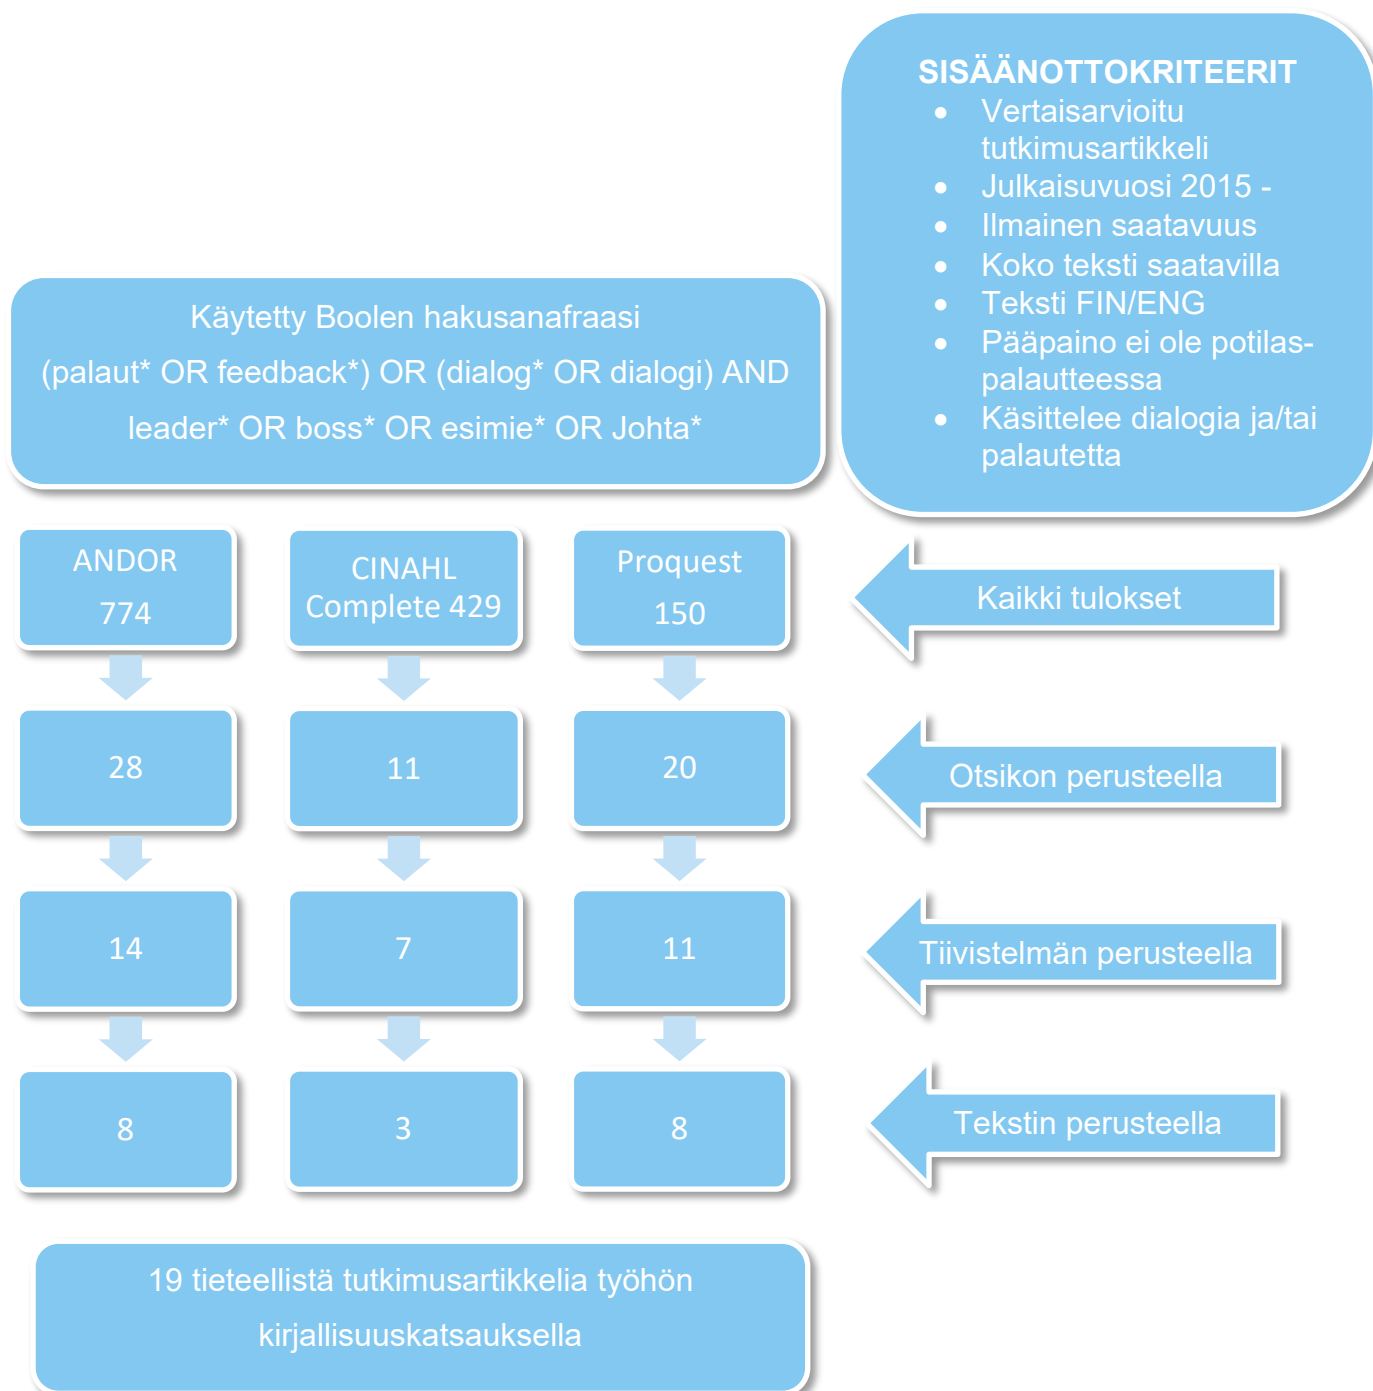 SISÄÄNOTTOKRITEERIT
• Vertaisarvioitu
tutkimusartikkeli
• Julkaisuvuosi 2015 -
• Ilmainen saatavuus
• Koko teksti saatavilla
• Teksti FIN/ENG
• Pääpaino ei ole potilas-
palautteessa
• Käsittelee dialogia ja/tai
palautetta
Käytetty Boolen hakusanafraasi
(palaut* OR feedback*) OR (dialog* OR dialogi) AND
leader* OR boss* OR esimie* OR Johta*
ANDOR
774
CINAHL
Complete 429
Proquest
150
Kaikki tulokset
28
11
20
Otsikon perusteella
14
7
11
Tiivistelmän perusteella
8
3
8
Tekstin perusteella
19 tieteellistä tutkimusartikkelia työhön
kirjallisuuskatsauksella